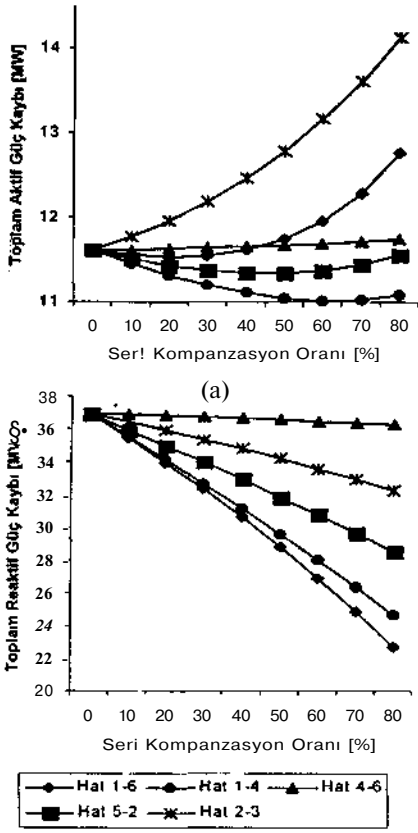 Toplam Aktif Güç Kaybı [MW]
14
13
12
11
0 10 20 30 40 50 60 70 80
Ser! Kompanzasyon Oranı [%]
(a)
Toplam Reaktif Güç Kaybı
38
36
34
32
30
28
26
24
22
20
0 10 20 30 40 50 60 70 80
Seri Kompanzasyon Oranı [%]
Hat 1-6 Hat 1-4 Hat 4-6
Hat 5-2 Hat 2-3